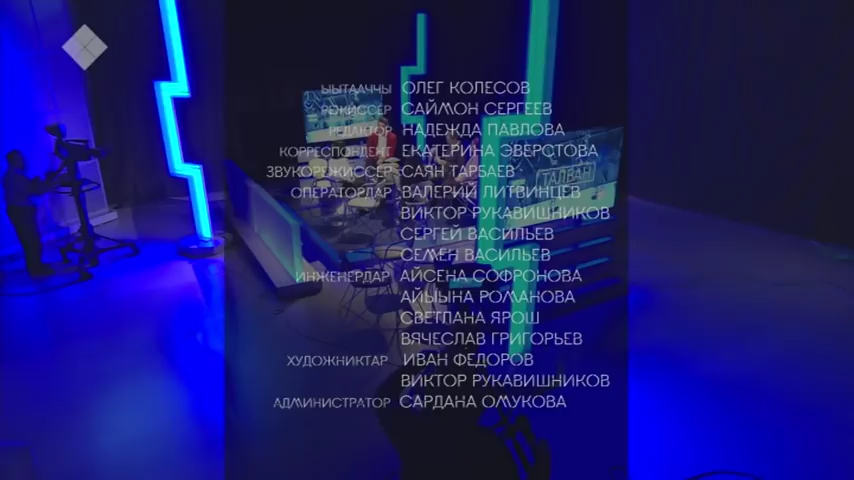 ЫЫТАЛЧЧЫ ОЛЕГ КОЛЕСОВ
РЕЖИССЕР САЙМОН СЕРГЕЕВ
РЕДАКТОР НАДЕЖДА ПАВЛОВА
КОРРЕСПОНДЕНТ ЕКАТЕРИНА ЭВЕРСТОВА
ЗВУКОРЕЖИССЕР САЯН ТАРБАЕВ
ОПЕРАТОРДАР ВАЛЕРИЙ ЛИТВИНЦЕВ
ТАЛБАН
ВИКТОР РУКАВИШНИКОВ
СЕРГЕЙ ВАСИЛЬЕВ
СЕМЕН ВАСИЛЬЕВ
ИНЖЕНЕРДАР АЙСЕНА СОФРОНОВА
АЙЫЫНА РОМАНОВА
СВЕТЛАНА ЯРОШ
ВЯЧЕСЛАВ ГРИГОРЬЕВ
ХУДОЖНИКТАР ИВАН ФЕДОРОВ
ВИКТОР РУКАВИШНИКОВ
АДМИНИСТРАТОР САРДАНА ОМУКОВА